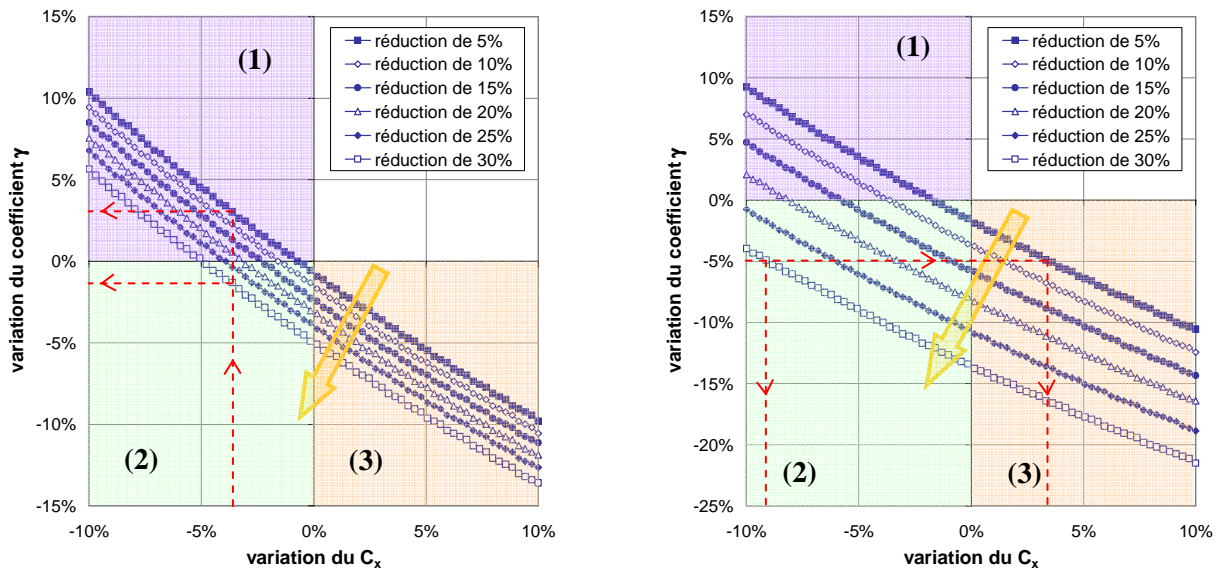 15%
10%
5%
0%
-5%
-10%
-15%
-10%
-5%
0%
5%
10%
variation du coefficient γ
variation du Cx
(1)
(2)
(3)
réduction de 5%
réduction de 10%
réduction de 15%
réduction de 20%
réduction de 25%
réduction de 30%
15%
10%
5%
0%
-5%
-10%
-15%
-20%
-25%
-10%
-5%
0%
5%
10%
variation du coefficient γ
variation du Cx
(1)
(2)
(3)
réduction de 5%
réduction de 10%
réduction de 15%
réduction de 20%
réduction de 25%
réduction de 30%